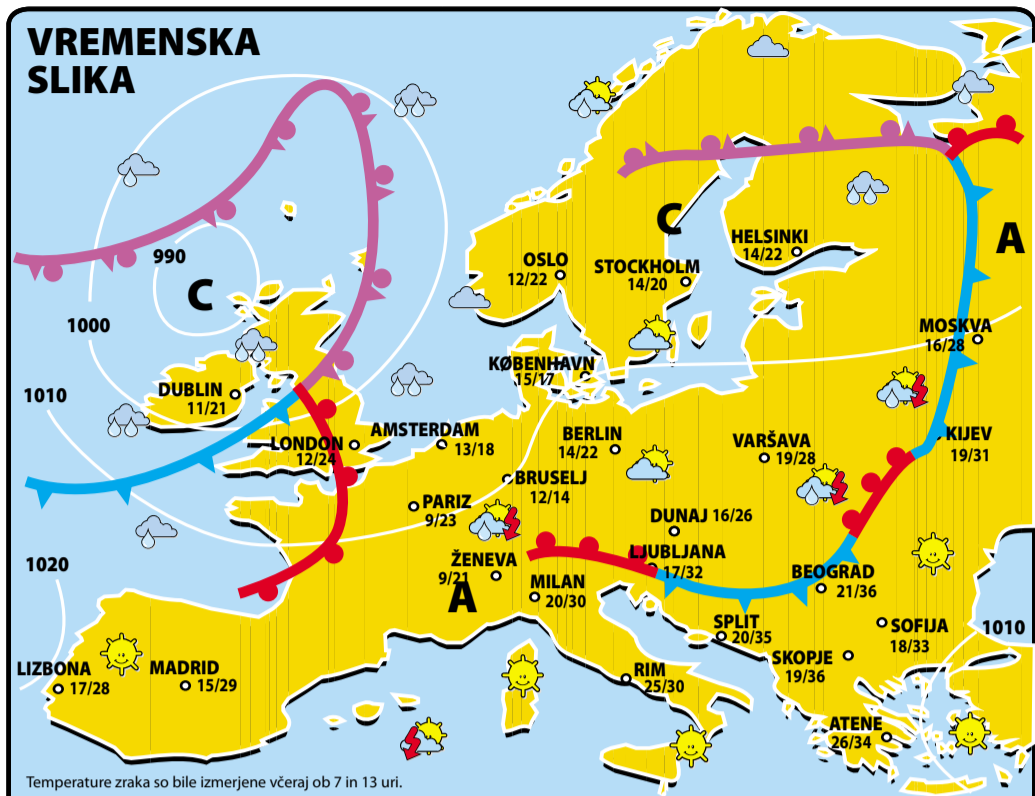 VREMENSKA
SLIKA
990
C
1000
1010
1020
DUBLIN
11/21
LONDON
12/24
AMSTERDAM
13/18
OSLO
12/22
C
STOCKHOLM
14/20
HELSINKI
14/22
A
MOSKVA
16/28
KØBENHAVN
15/17
BERLIN
14/22
VARŠAVA
19/28
KIJEV
19/31
BRUSELJ
12/14
PARIZ
9/23
DUNAJ 16/26
ŽENEVA
9/21
A
LJUBLJANA
17/32
MILAN
20/30
BEOGRAD
21/36
SPLIT
20/35
SOFIJA
18/33
1010
SKOPJE
19/36
LIZBONA
17/28
MADRID
15/29
RIM
25/30
ATENE
26/34
Temperature zraka so bile izmerjene včeraj ob 7 in 13 uri.